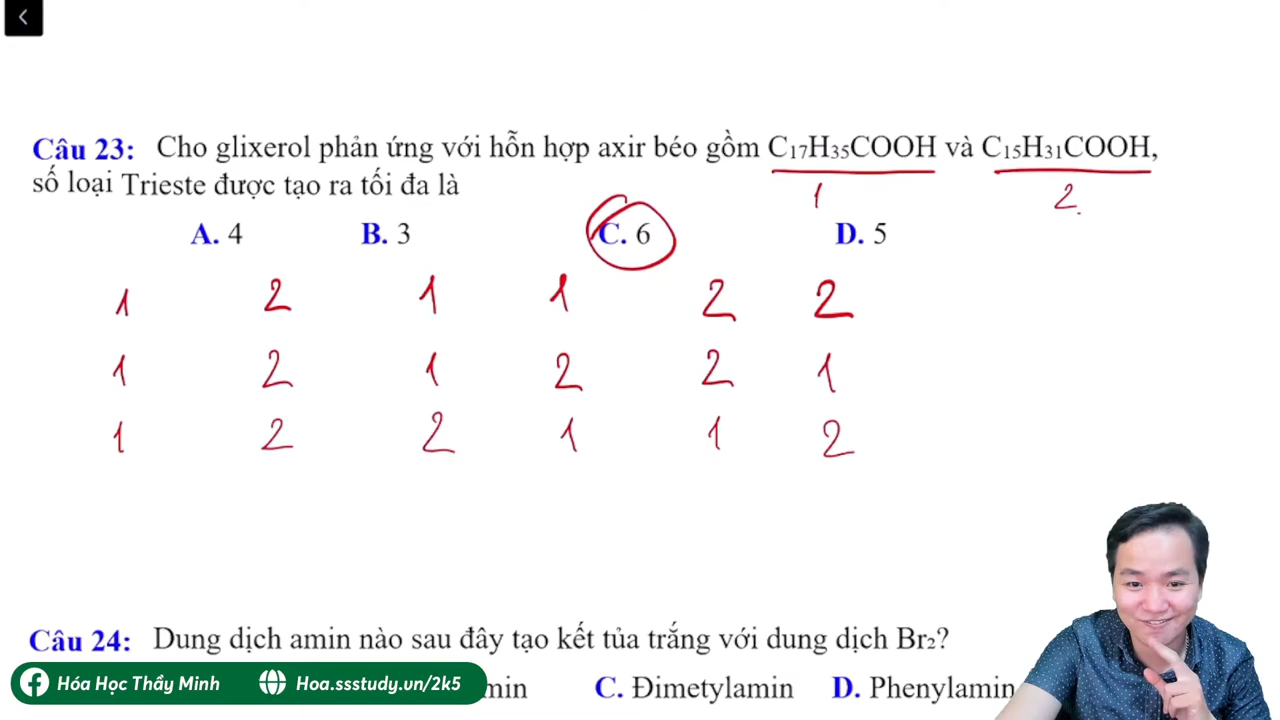 Câu 23: Cho glixerol phản ứng với hỗn hợp axir béo gồm C₁₇H₃₅COOH và C₁₅H₃₁COOH,
số loại Trieste được tạo ra tối đa là
1 2
A. 4 B. 3 C. 6 D. 5
1 2 1 1 2 2
1 2 1 2 2 1
1 2 2 1 1 2
Câu 24: Dung dịch amin nào sau đây tạo kết tủa trắng với dung dịch Br₂?
min C. Đimetylamin D. Phenylamin
Hóa Học Thầy Minh Hoa.ssstudy.vn/2k5